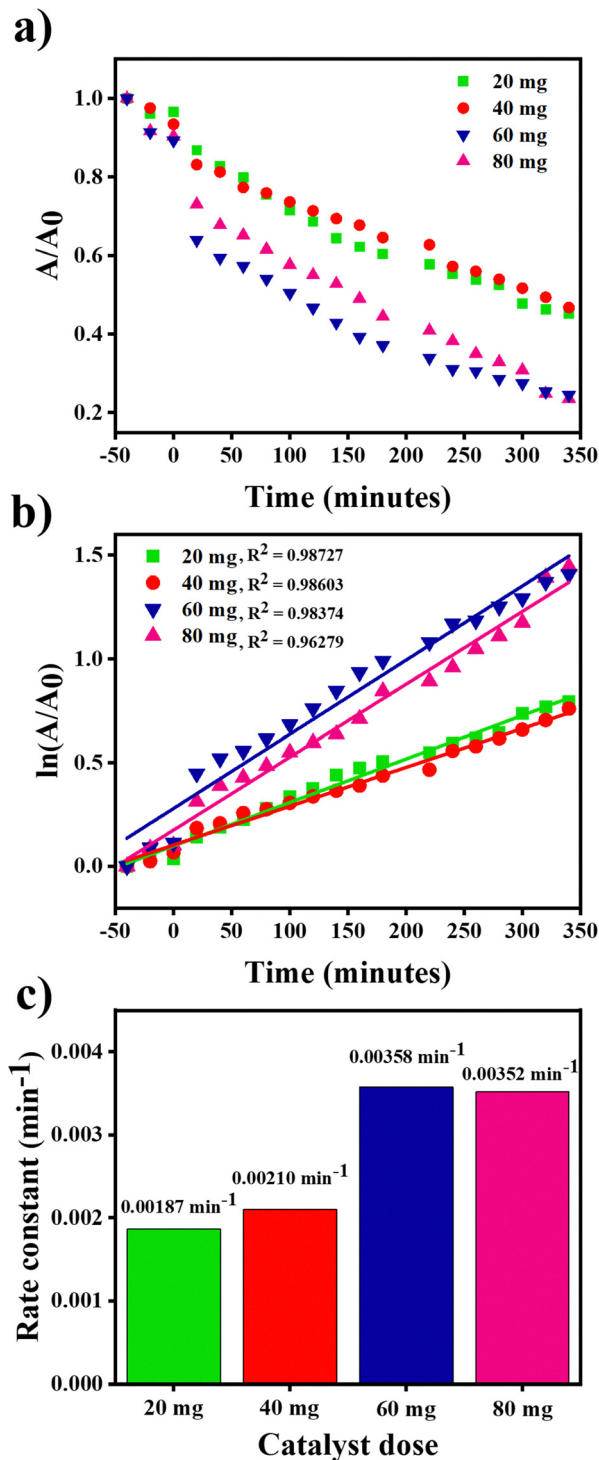 a)
A/A0
1.0
0.8
0.6
0.4
0.2
20 mg
40 mg
60 mg
80 mg
-50 0 50 100 150 200 250 300 350
Time (minutes)
b)
ln(A/A0)
1.5
1.0
0.5
0.0
20 mg, R² = 0.98727
40 mg, R² = 0.98603
60 mg, R² = 0.98374
80 mg, R² = 0.96279
-50 0 50 100 150 200 250 300 350
Time (minutes)
c)
Rate constant (min⁻¹)
0.004
0.003
0.002
0.001
0.000
0.00187 min⁻¹
0.00210 min⁻¹
0.00358 min⁻¹
0.00352 min⁻¹
20 mg 40 mg 60 mg 80 mg
Catalyst dose